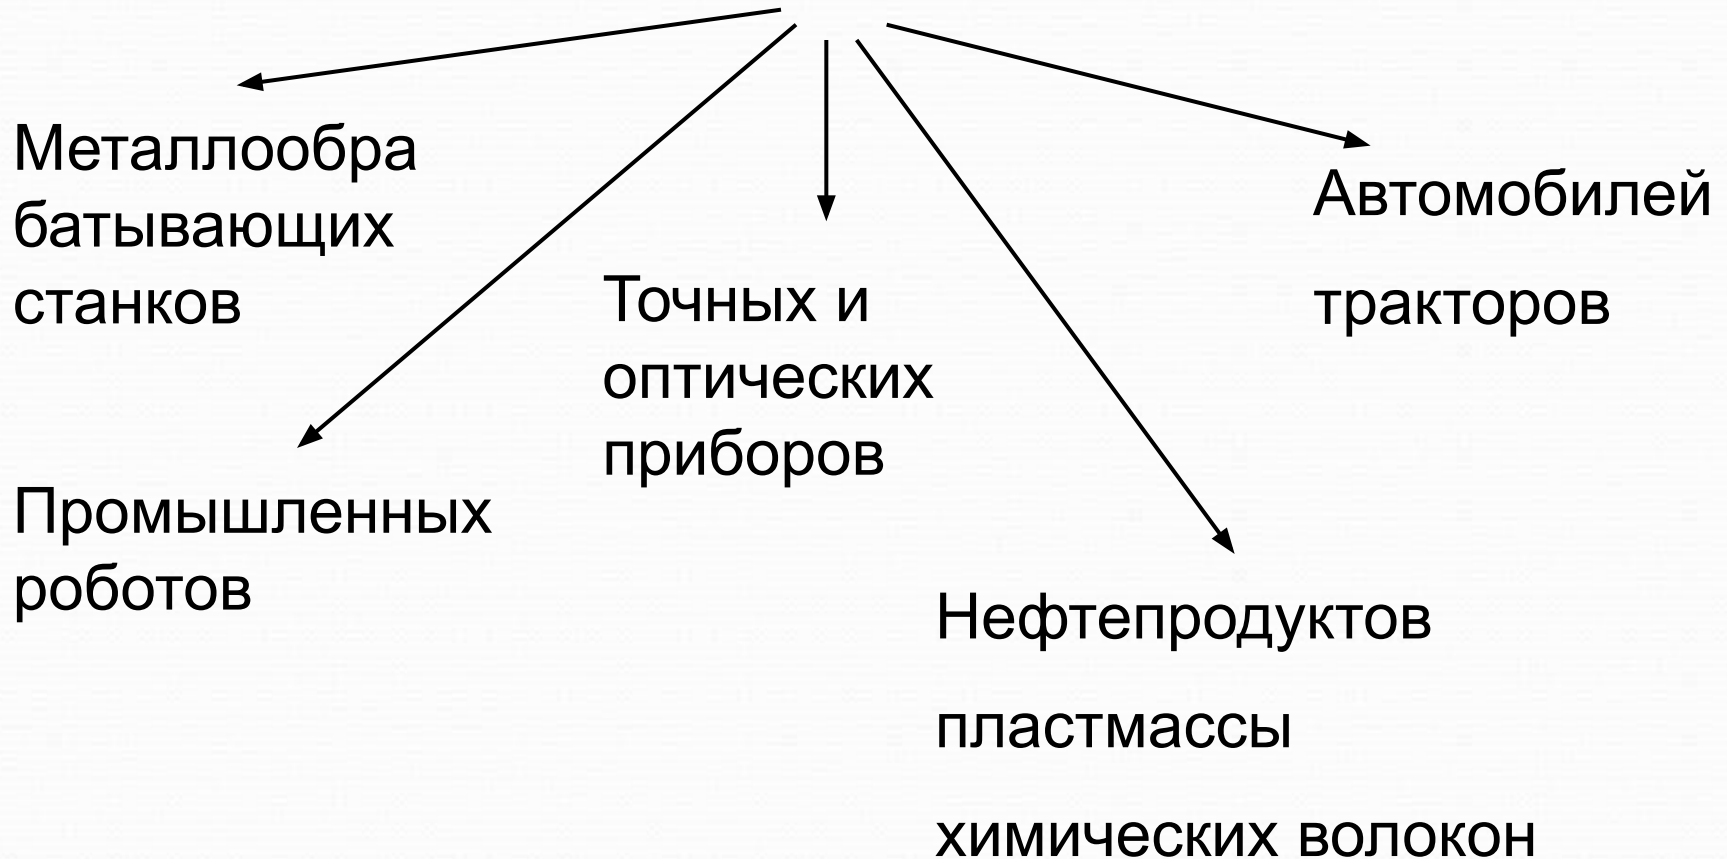 Металлообра
батывающих
станков
Промышленных
роботов
Точных и
оптических
приборов
Нефтепродуктов
пластмассы
химических волокон
Автомобилей
тракторов